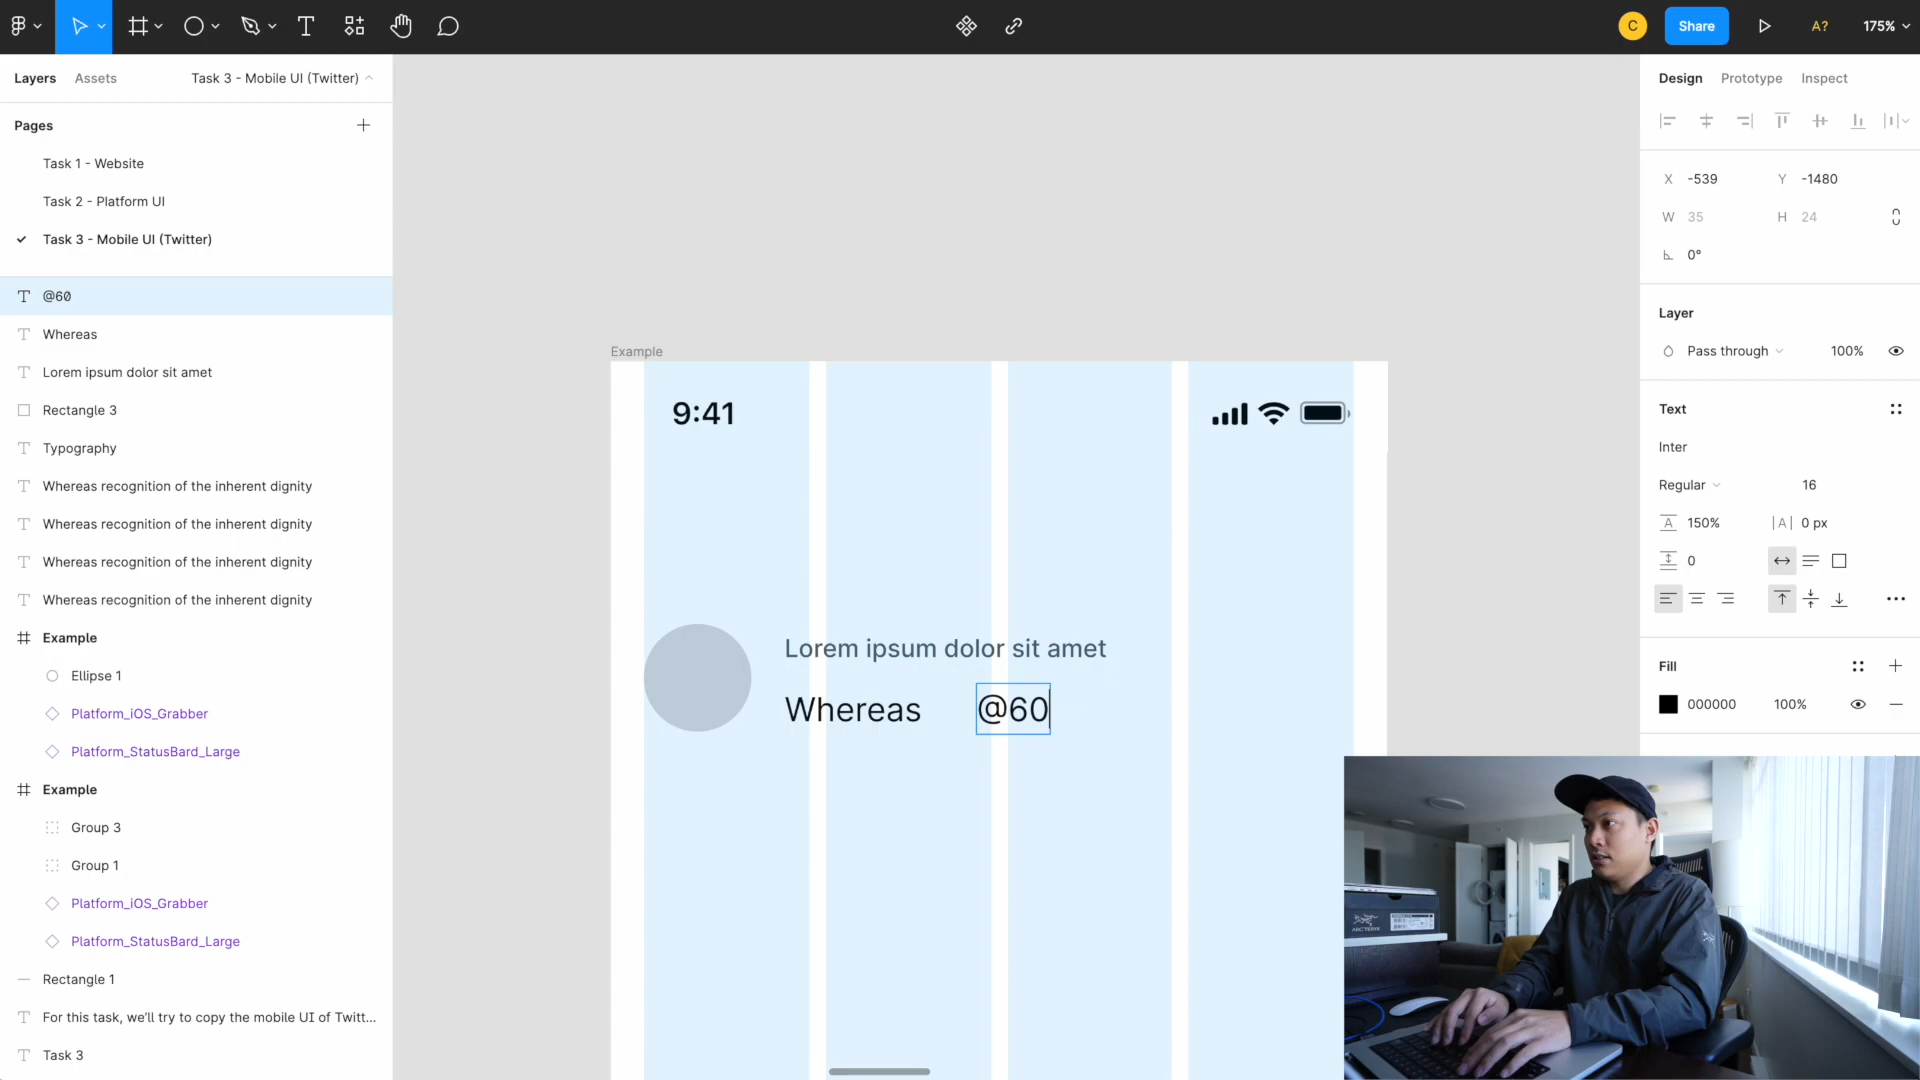 C
Share
A?
175%
Layers
Assets
Task 3 - Mobile UI (Twitter)
Design
Prototype
Inspect
Pages
Task 1 - Website
Task 2 - Platform UI
Task 3 - Mobile UI (Twitter)
@60
Whereas
Lorem ipsum dolor sit amet
Rectangle 3
Typography
Whereas recognition of the inherent dignity
Whereas recognition of the inherent dignity
Whereas recognition of the inherent dignity
Whereas recognition of the inherent dignity
Example
Ellipse 1
Platform_iOS_Grabber
Platform_StatusBard_Large
Example
Group 3
Group 1
Platform_iOS_Grabber
Platform_StatusBard_Large
Rectangle 1
For this task, we'll try to copy the mobile UI of Twitt...
Task 3
Example
9:41
Lorem ipsum dolor sit amet
Whereas @60
X -539 Y -1480
W 35 H 24
0°
Layer
Pass through 100%
Text
Inter
Regular 16
150% |A| 0 px
0
Fill
000000 100%
ARC'TERYX